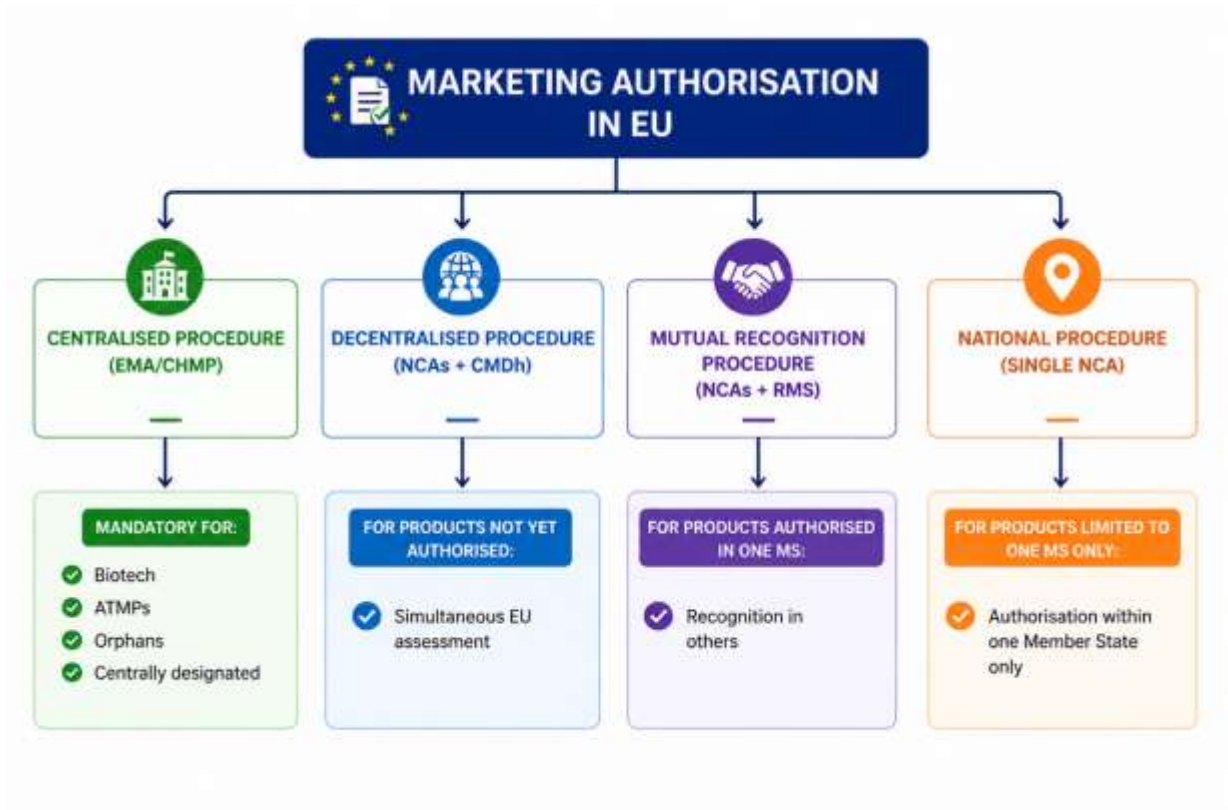 MARKETING AUTHORISATION
IN EU
CENTRALISED PROCEDURE
(EMA/CHMP)
DECENTRALISED PROCEDURE
(NCAs + CMDh)
MUTUAL RECOGNITION
PROCEDURE
(NCAs + RMS)
NATIONAL PROCEDURE
(SINGLE NCA)
MANDATORY FOR:
Biotech
ATMPs
Orphans
Centrally designated
FOR PRODUCTS NOT YET
AUTHORISED:
Simultaneous EU
assessment
FOR PRODUCTS AUTHORISED
IN ONE MS:
Recognition in
others
FOR PRODUCTS LIMITED TO
ONE MS ONLY:
Authorisation within
one Member State
only